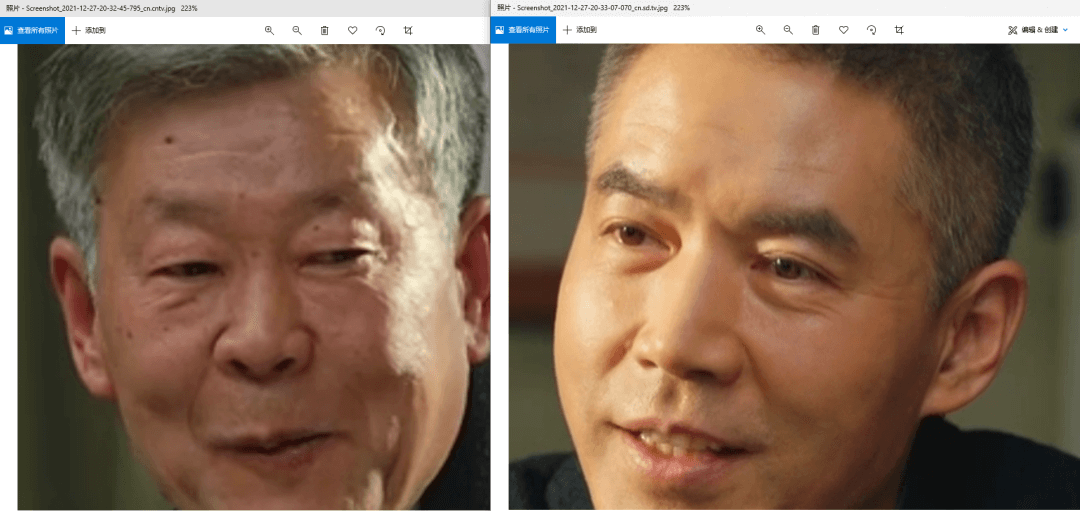 照片 - Screenshot_2021-12-27-20-32-45-795_cn.cntv.jpg 223%
查看所有照片 添加到
照片 - Screenshot_2021-12-27-20-33-07-070_cn.sd.tv.jpg 223%
查看所有照片 添加到 编辑 & 创建